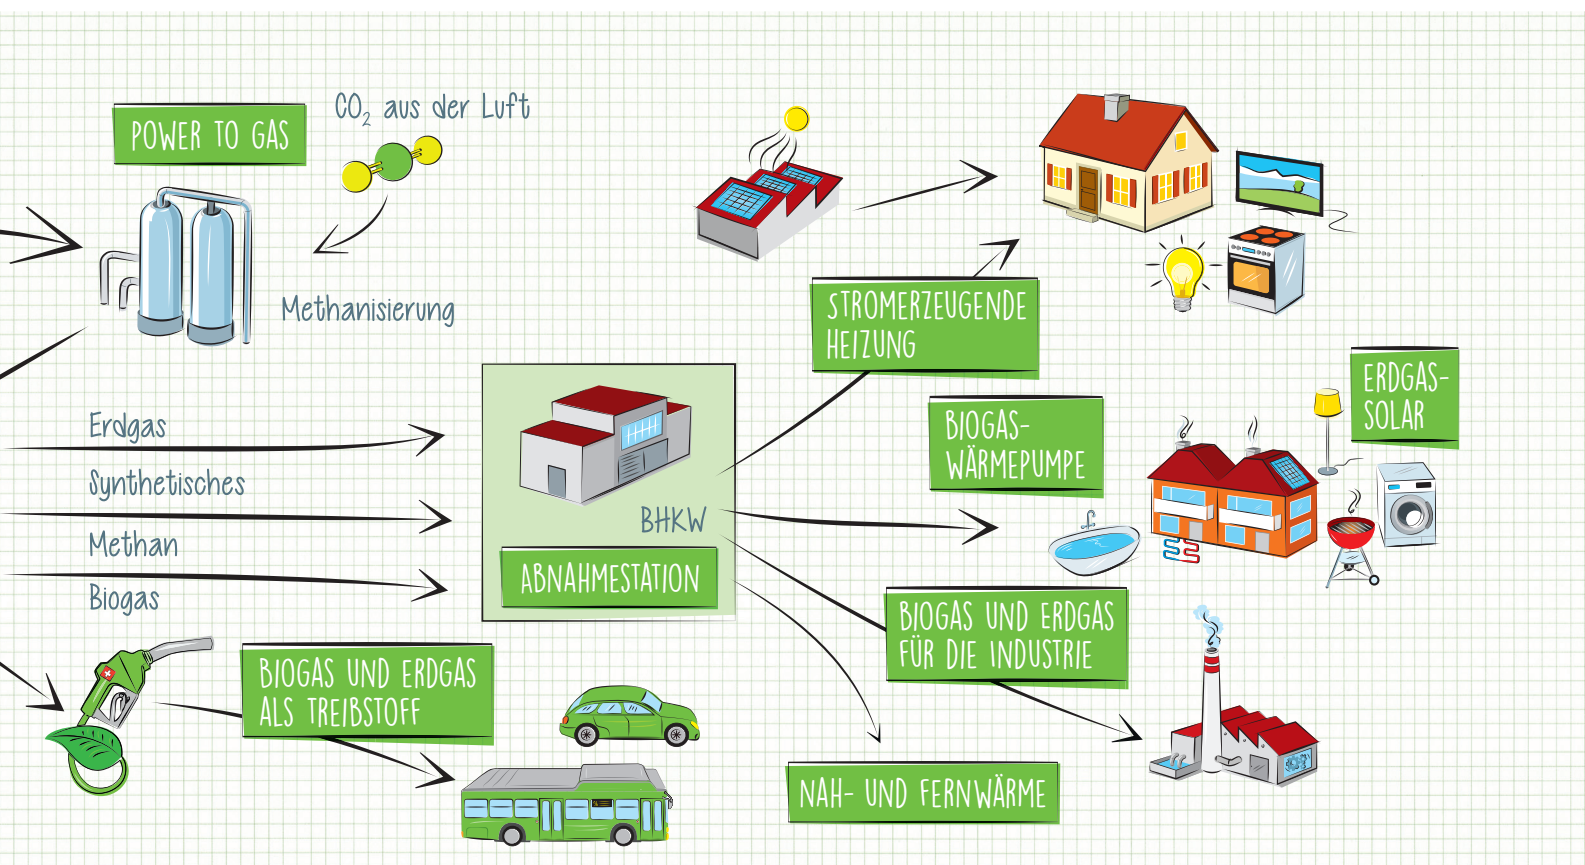 POWER TO GAS
CO₂ aus der Luft
Methanisierung
Erdgas
Synthetisches
Methan
Biogas
BHKW
ABNAHMESTATION
STROMERZEUGENDE
HEIZUNG
BIOGAS-
WÄRMEPUMPE
ERDGAS-
SOLAR
BIOGAS UND ERDGAS
FÜR DIE INDUSTRIE
BIOGAS UND ERDGAS
ALS TREIBSTOFF
NAH- UND FERNWÄRME